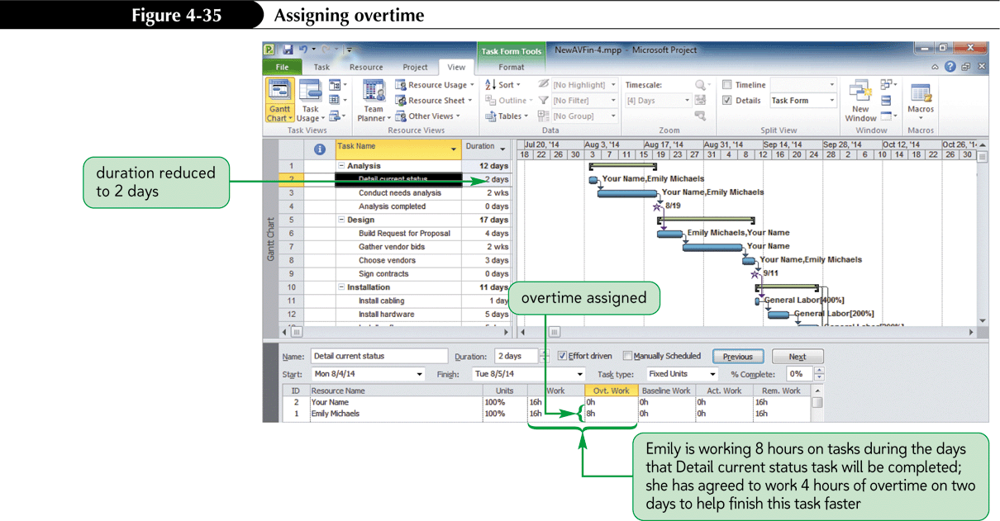 Figure 4-35 Assigning overtime
Task Form Tools NewAVFin-4.mpp - Microsoft Project
File Task Resource Project View Format
Gantt Chart Task Usage Team Planner Resource Usage Resource Sheet Other Views
Sort Outline Tables [No Highlight] [No Filter] [No Group]
Timescale: [4] Days Timeline Details Task Form New Window Macros
Task Views Resource Views Data Zoom Split View Window Macros
Task Name Duration
Jul 20, '14 Aug 3, '14 Aug 17, '14 Aug 31, '14 Sep 14, '14 Sep 28, '14 Oct 12, '14 Oct 26, '14
18 22 26 30 3 7 11 15 19 23 27 31 4 8 12 16 20 24 28 2 6 10 14 18 22 26 30
Gantt Chart
1 Analysis 12 days
2 Detail current status 2 days Your Name,Emily Michaels
3 Conduct needs analysis 2 wks Your Name,Emily Michaels
4 Analysis completed 0 days 8/19
5 Design 17 days
6 Build Request for Proposal 4 days Emily Michaels,Your Name
7 Gather vendor bids 2 wks Your Name
8 Choose vendors 3 days Your Name,Emily Michaels
9 Sign contracts 0 days 9/11
10 Installation 11 days
11 Install cabling 1 day General Labor[400%]
12 Install hardware 5 days General Labor[200%]
duration reduced
to 2 days
overtime assigned
Name: Detail current status Duration: 2 days Effort driven Manually Scheduled Previous Next
Start: Mon 8/4/14 Finish: Tue 8/5/14 Task type: Fixed Units % Complete: 0%
ID Resource Name Units Work Ovt. Work Baseline Work Act. Work Rem. Work
2 Your Name 100% 16h 0h 0h 0h 16h
1 Emily Michaels 100% 16h 8h 0h 0h 16h
Emily is working 8 hours on tasks during the days
that Detail current status task will be completed;
she has agreed to work 4 hours of overtime on two
days to help finish this task faster